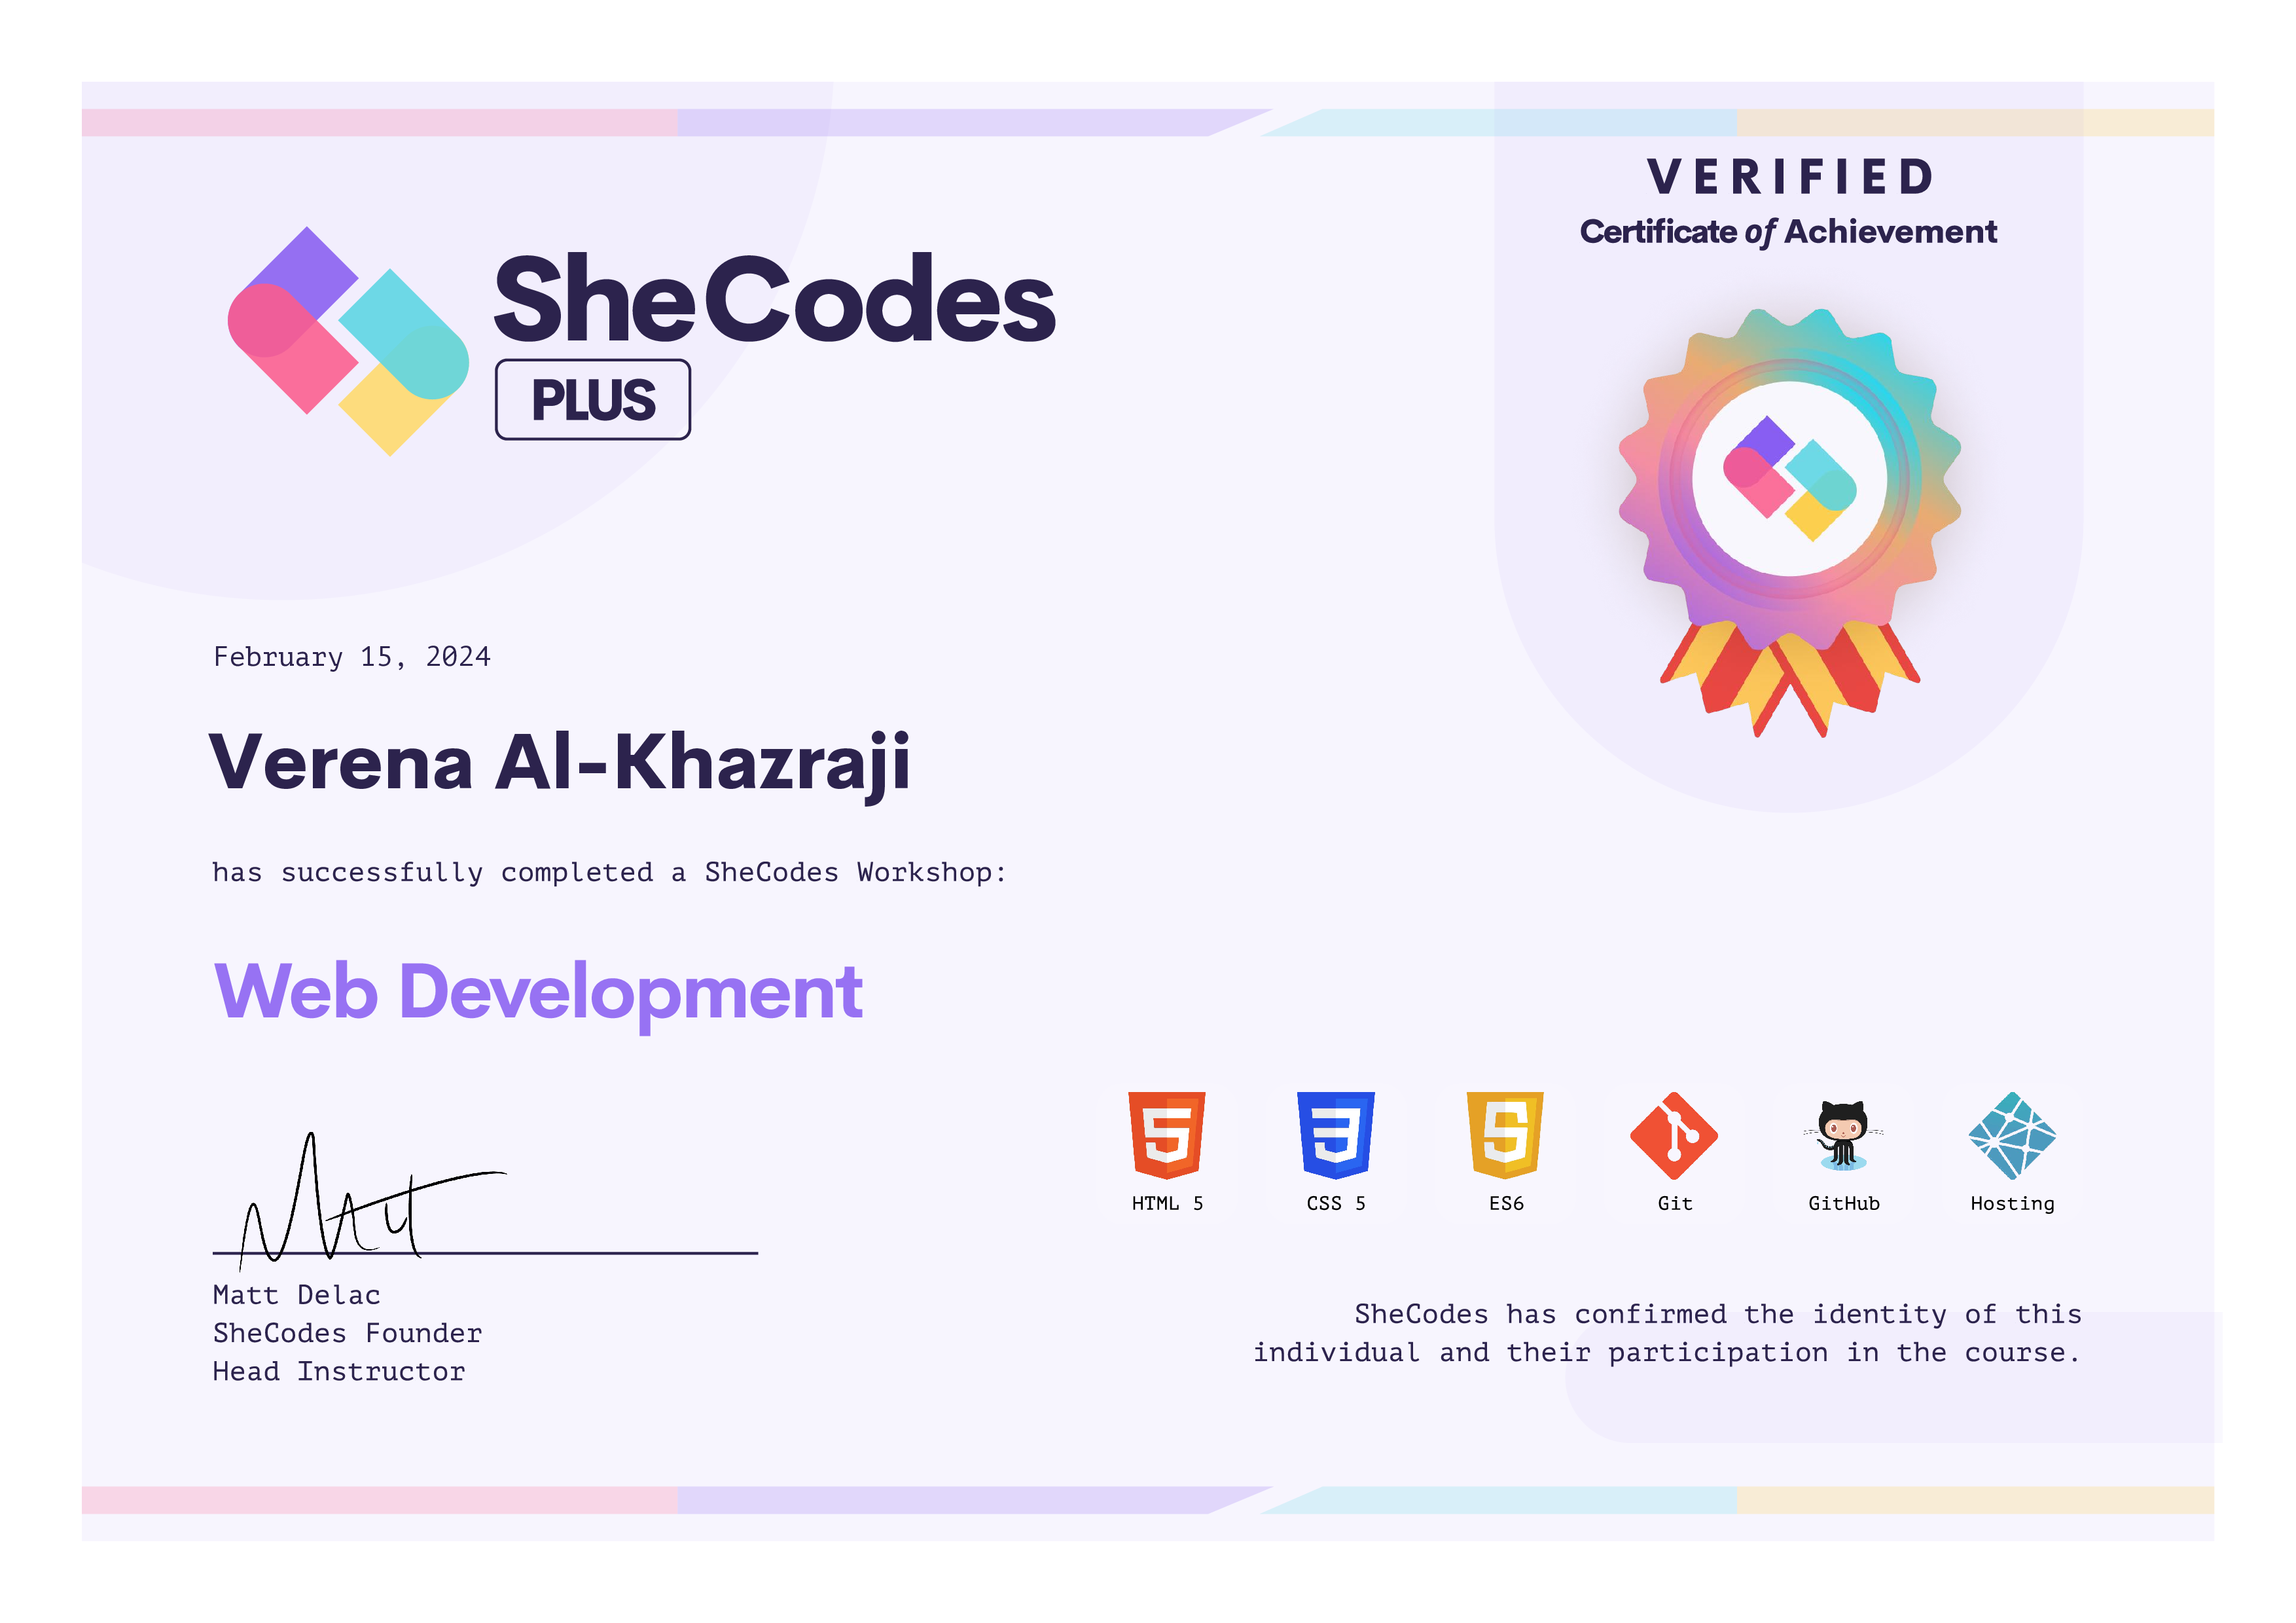 VERIFIED
Certificate of Achievement
SheCodes
PLUS
February 15, 2024
Verena Al-Khazraji
has successfully completed a SheCodes Workshop:
Web Development
HTML 5
CSS 5
ES6
Git
GitHub
Hosting
Matt
Matt Delac
SheCodes Founder
Head Instructor
SheCodes has confirmed the identity of this
individual and their participation in the course.